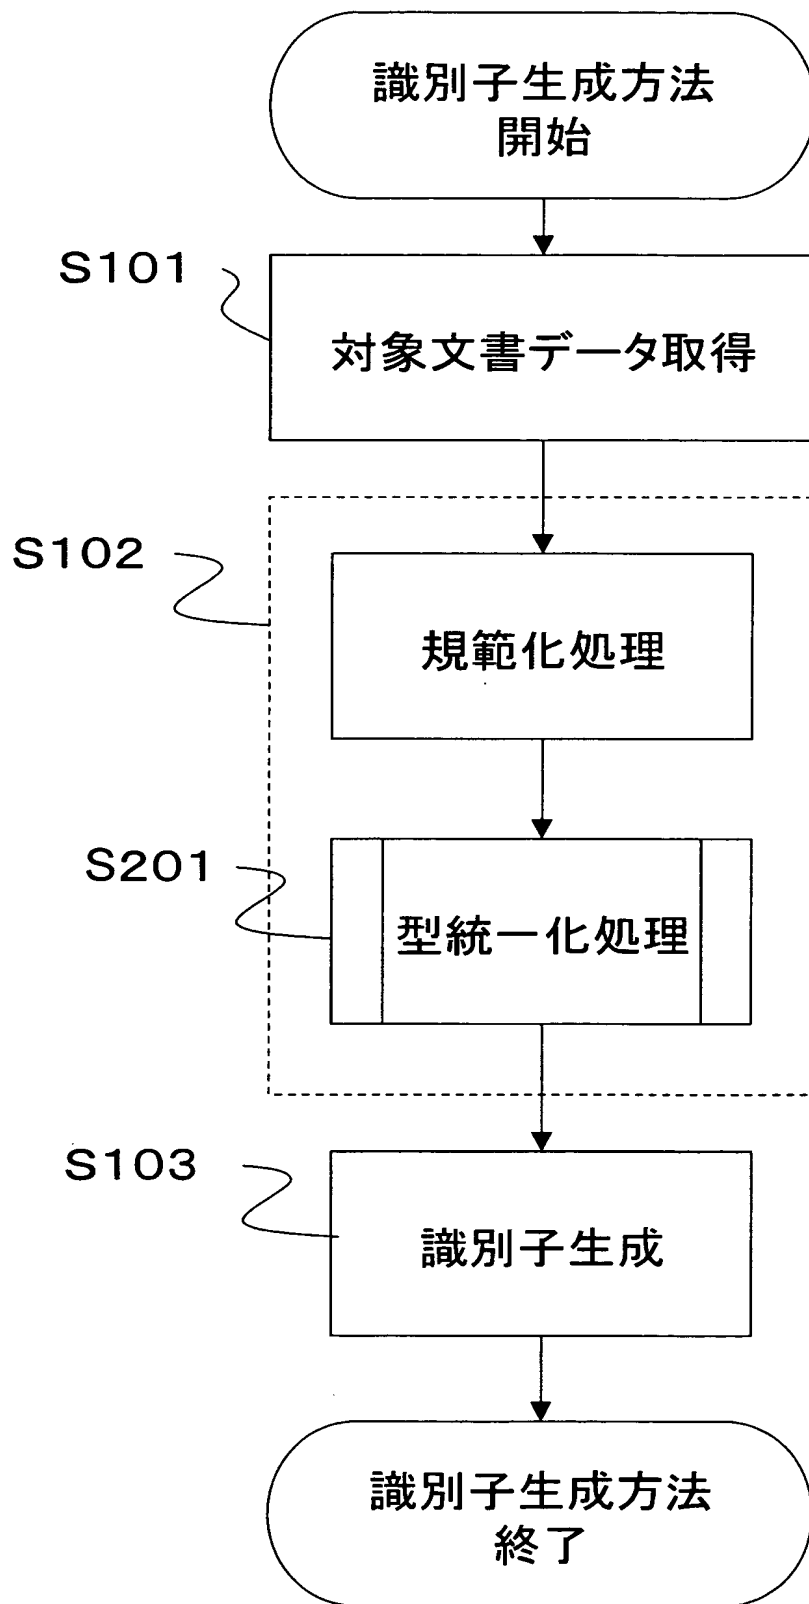 識別子生成方法
開始
S101
対象文書データ取得
S102
規範化処理
S201
型統一化処理
S103
識別子生成
識別子生成方法
終了